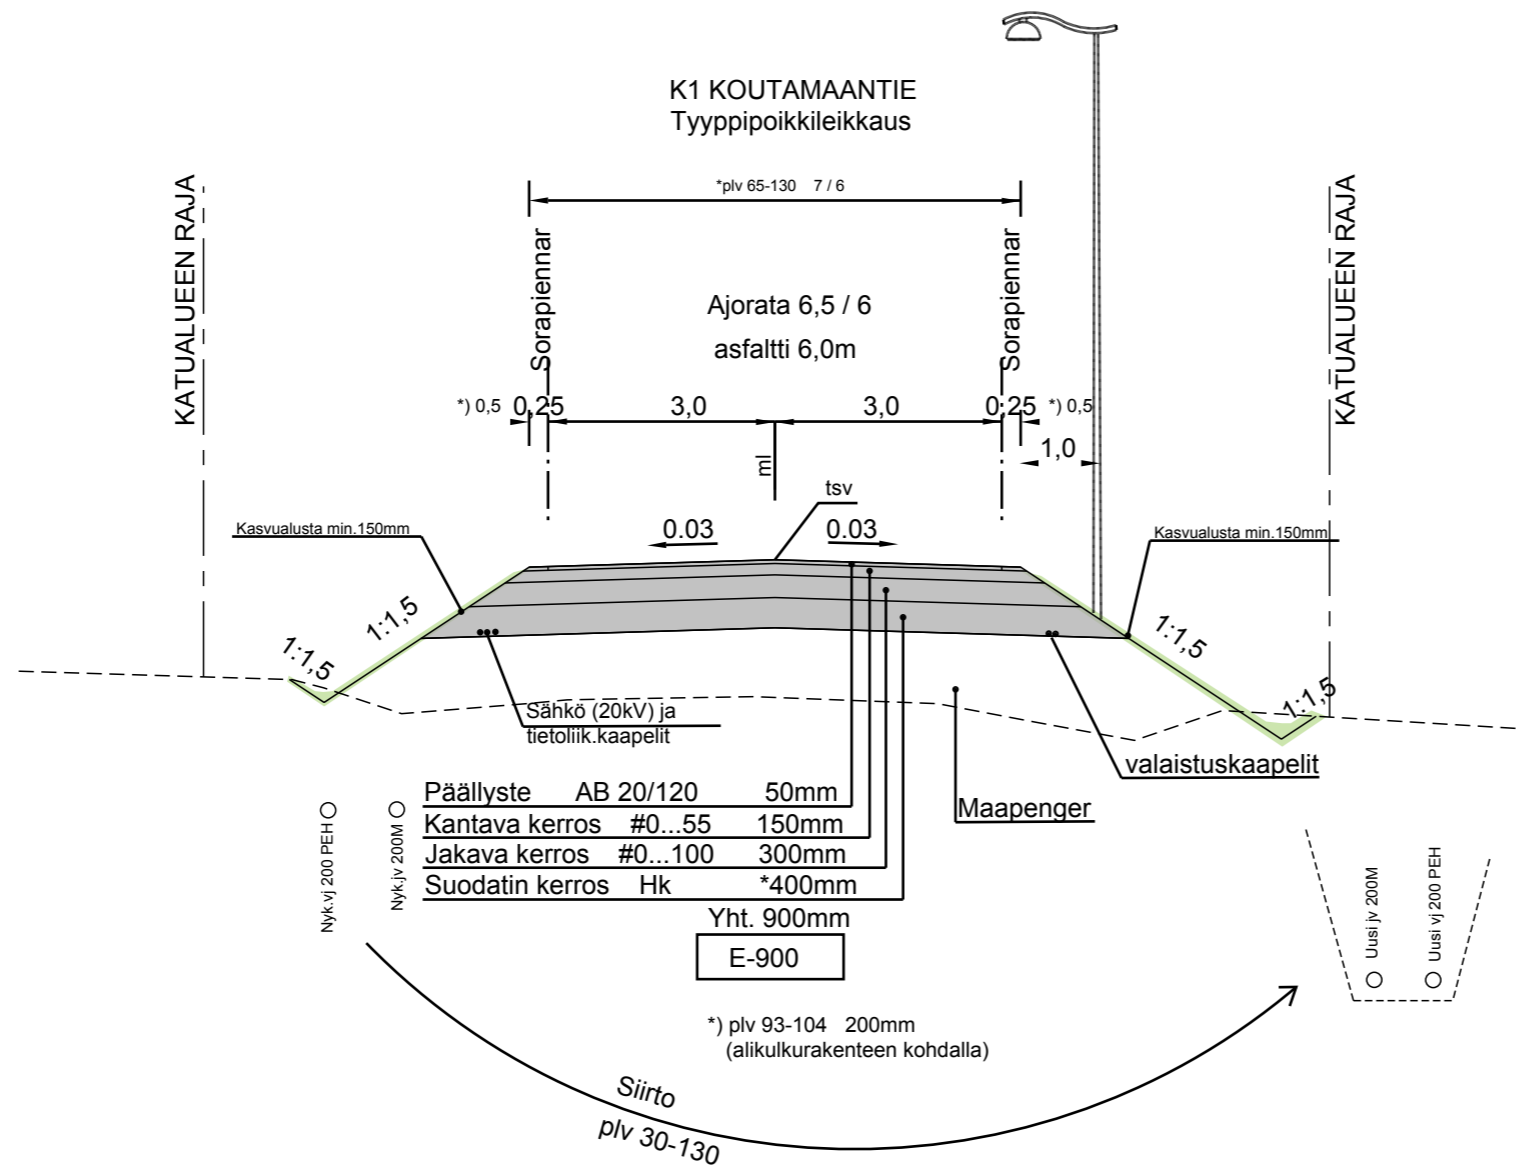 K1 KOUTAMAANTIE
Tyyppipoikkileikkaus
*plv 65-130 7 / 6
KATUALUEEN RAJA
Sorapiennar
Ajorata 6,5 / 6
asfaltti 6,0m
Sorapiennar
KATUALUEEN RAJA
*) 0,5 0,25 3,0 3,0 0,25 *) 0,5
1,0
ml
tsv
0.03 0.03
Kasvualusta min.150mm
Kasvualusta min.150mm
1:1,5
1:1,5
1:1,5
1:1,5
Sähkö (20kV) ja
tietoliik.kaapelit
valaistuskaapelit
Maapenger
Päällyste AB 20/120 50mm
Kantava kerros #0...55 150mm
Jakava kerros #0...100 300mm
Suodatin kerros Hk *400mm
Yht. 900mm
E-900
*) plv 93-104 200mm
(alikulkurakenteen kohdalla)
Nyk.vj 200 PEH
Nyk.jv 200M
Uusi jv 200M
Uusi vj 200 PEH
Siirto
plv 30-130